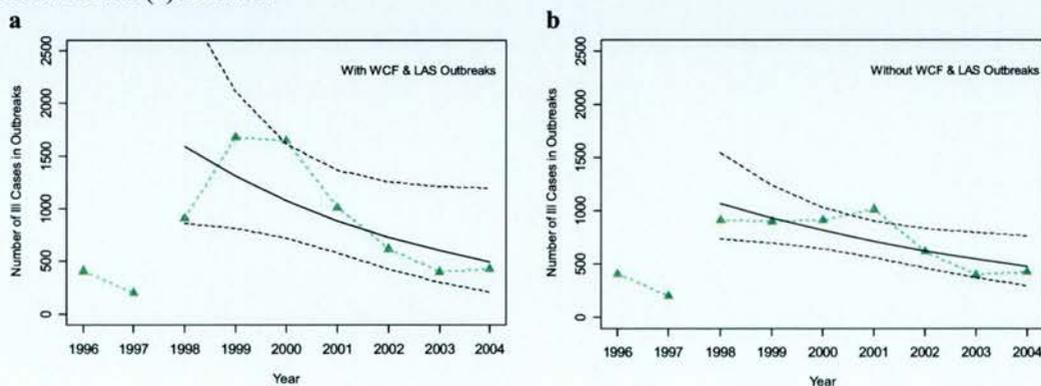 a
With WCF & LAS Outbreaks
Number of Ill Cases in Outbreaks
2500
2000
1500
1000
500
0
1996 1997 1998 1999 2000 2001 2002 2003 2004
Year
b
Without WCF & LAS Outbreaks
Number of Ill Cases in Outbreaks
2500
2000
1500
1000
500
0
1996 1997 1998 1999 2000 2001 2002 2003 2004
Year